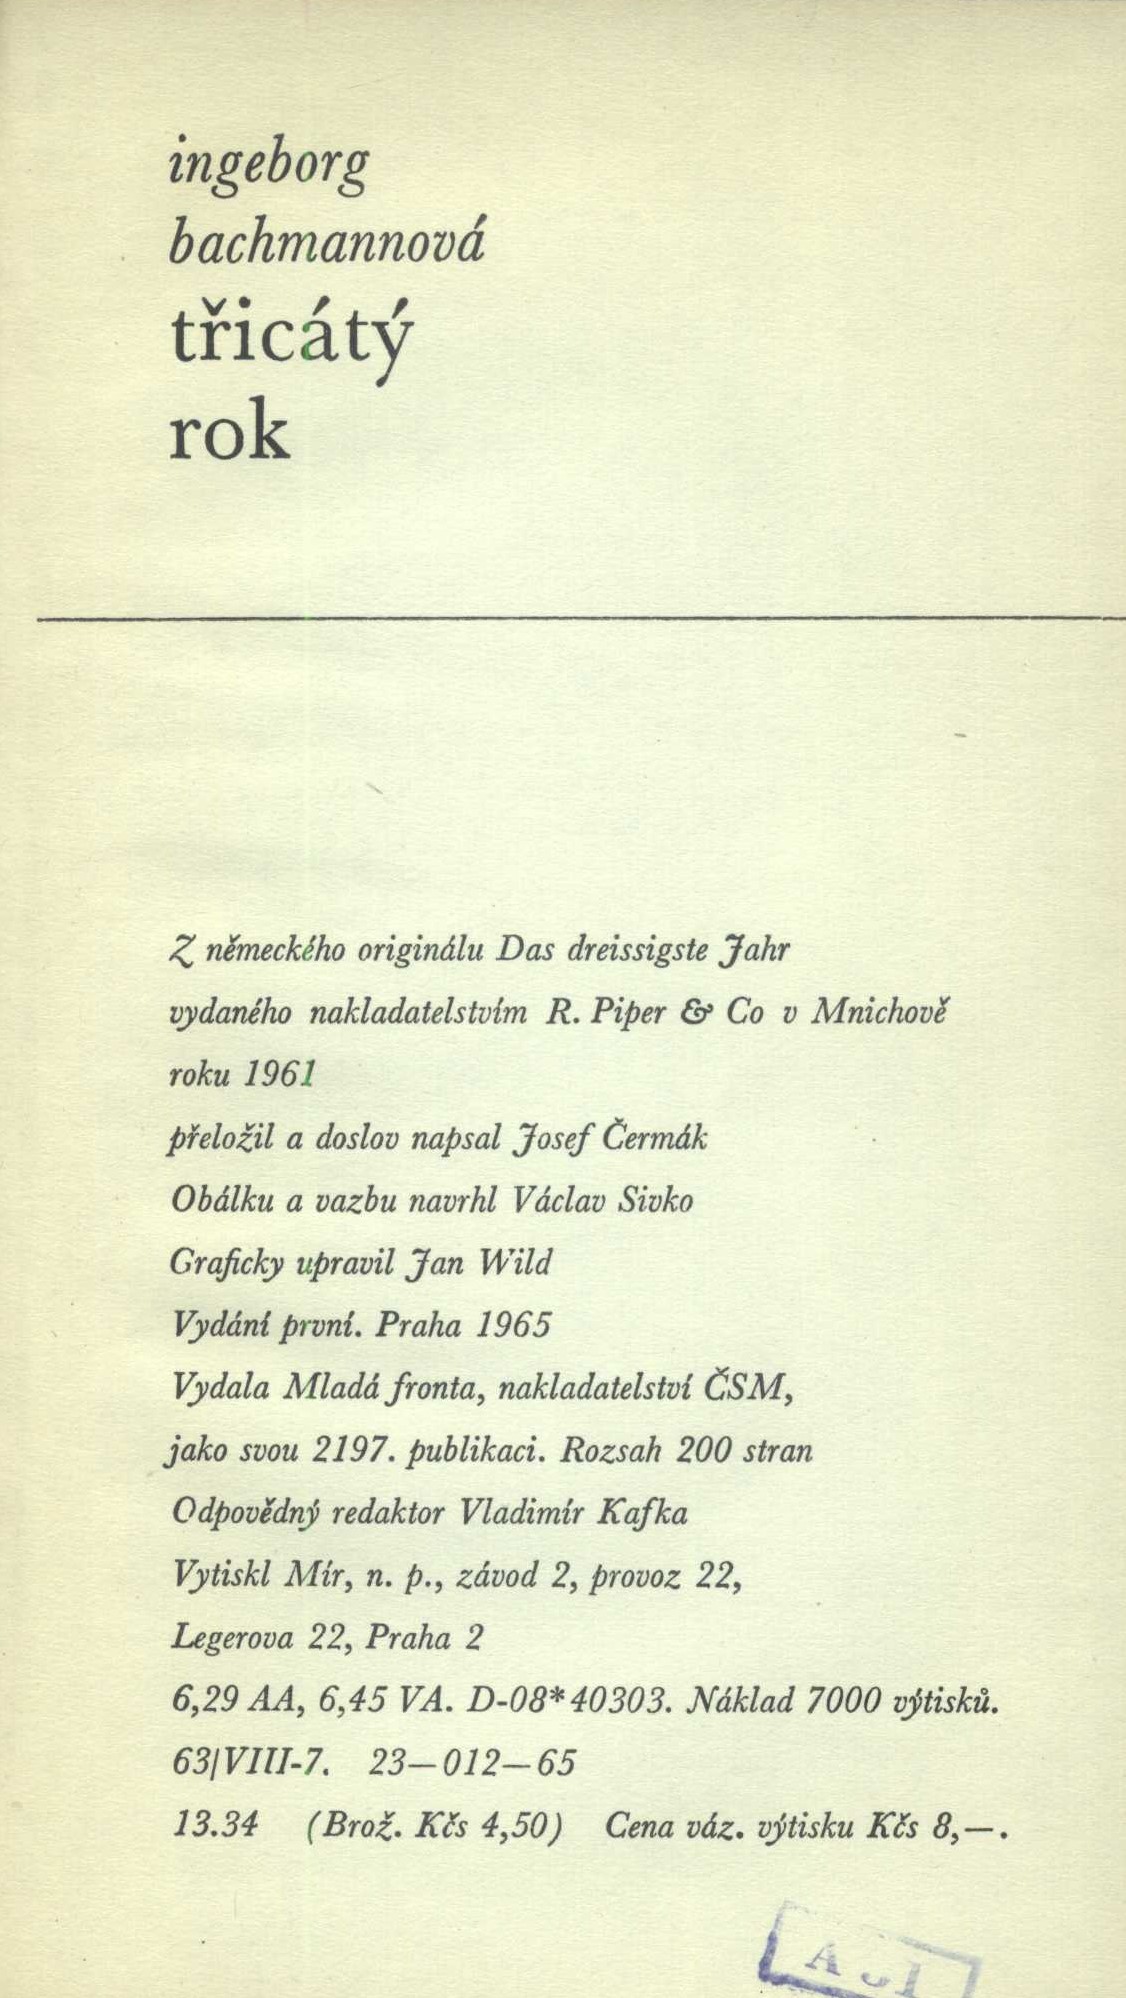 ingeborg
bachmannová
třicátý
rok
Z německého originálu Das dreissigste Jahr
vydaného nakladatelstvím R. Piper & Co v Mnichově
roku 1961
přeložil a doslov napsal Josef Čermák
Obálku a vazbu navrhl Václav Sivko
Graficky upravil Jan Wild
Vydání první. Praha 1965
Vydala Mladá fronta, nakladatelství ČSM,
jako svou 2197. publikaci. Rozsah 200 stran
Odpovědný redaktor Vladimír Kafka
Vytiskl Mír, n. p., závod 2, provoz 22,
Legerova 22, Praha 2
6,29 AA, 6,45 VA. D-08*40303. Náklad 7000 výtisků.
63/VIII-7. 23—012—65
13.34 (Brož. Kčs 4,50) Cena váz. výtisku Kčs 8,—.